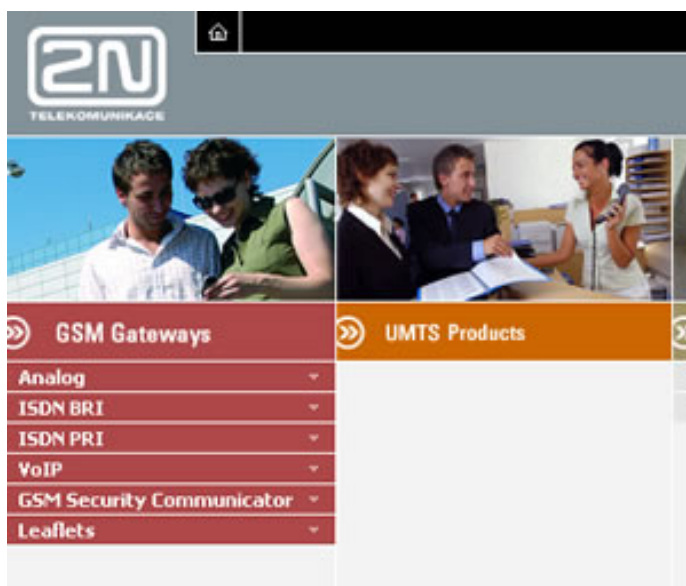 2N
TELEKOMUNIKACE
GSM Gateways
UMTS Products
Analog
ISDN BRI
ISDN PRI
VoIP
GSM Security Communicator
Leaflets